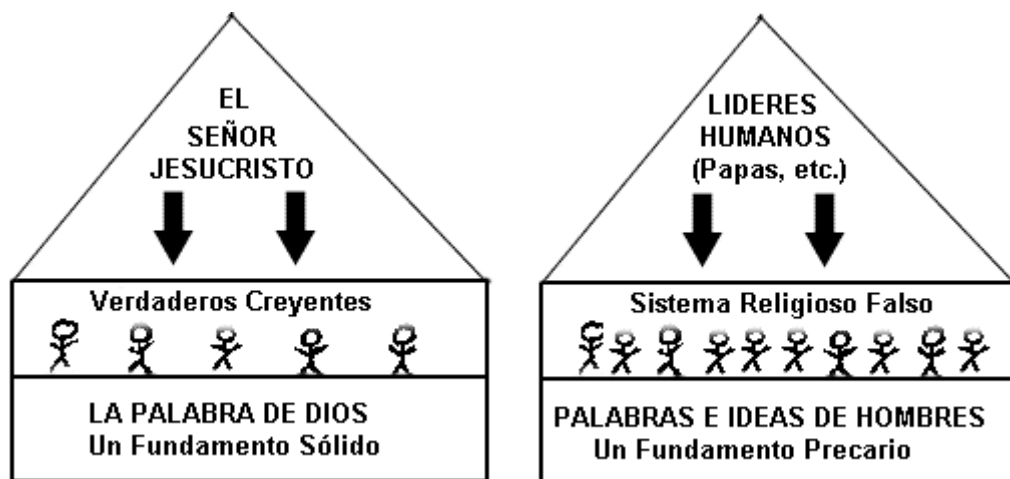 EL
SEÑOR
JESUCRISTO
Verdaderos Creyentes
LA PALABRA DE DIOS
Un Fundamento Sólido
LIDERES
HUMANOS
(Papas, etc.)
Sistema Religioso Falso
PALABRAS E IDEAS DE HOMBRES
Un Fundamento Precario